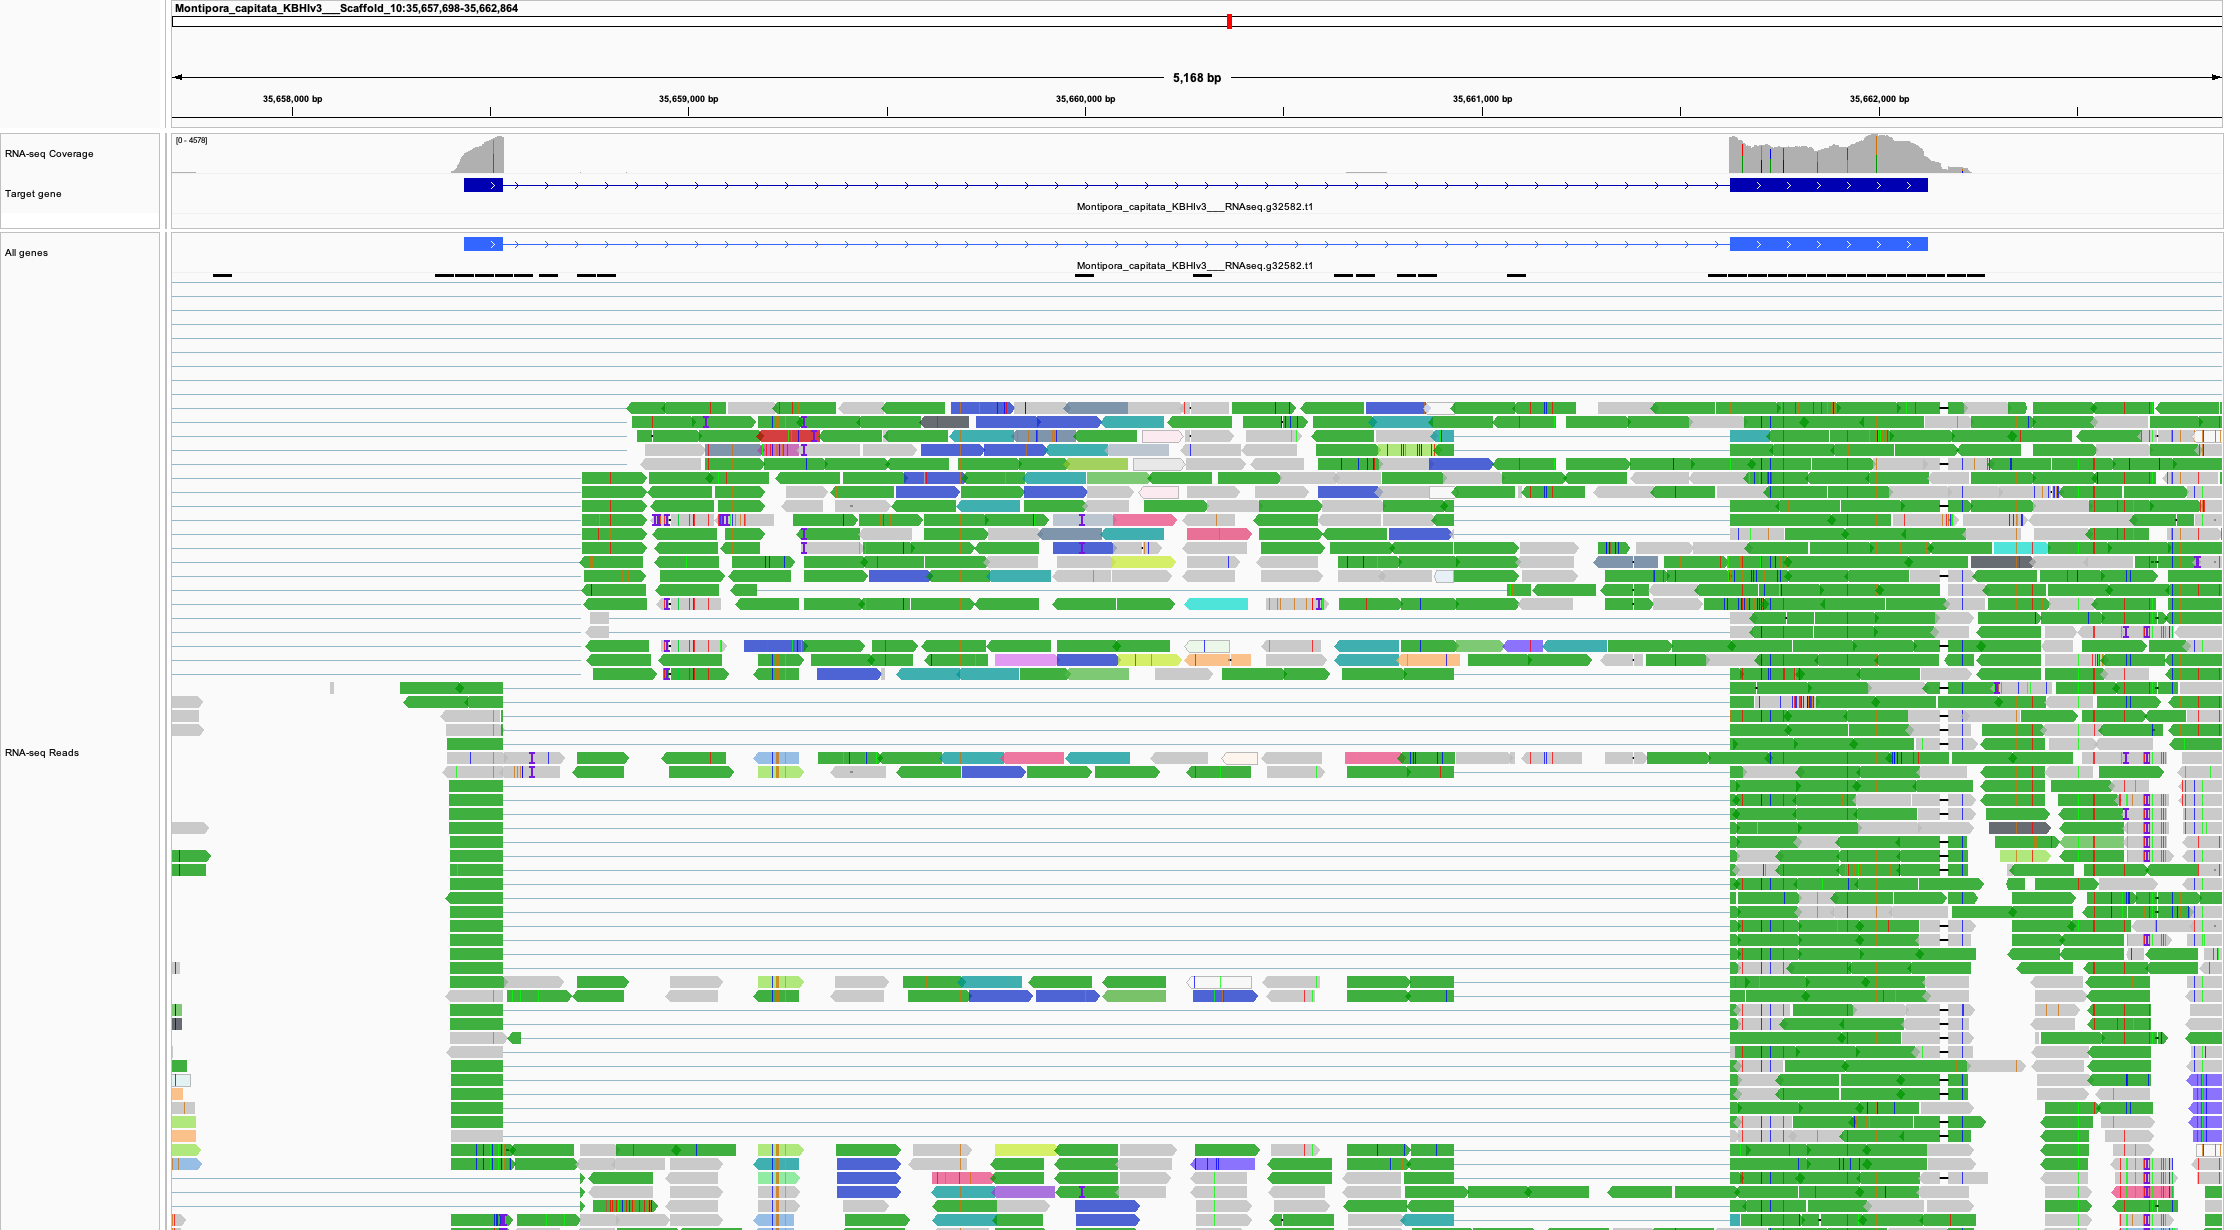 Montipora_capitata_KBHIv3___Scaffold_10:35,657,698-35,662,864
5,168 bp
35,658,000 bp 35,659,000 bp 35,660,000 bp 35,661,000 bp 35,662,000 bp
[0 - 4578]
RNA-seq Coverage
Target gene
Montipora_capitata_KBHIv3___RNAseq.g32582.t1
All genes
Montipora_capitata_KBHIv3___RNAseq.g32582.t1
RNA-seq Reads